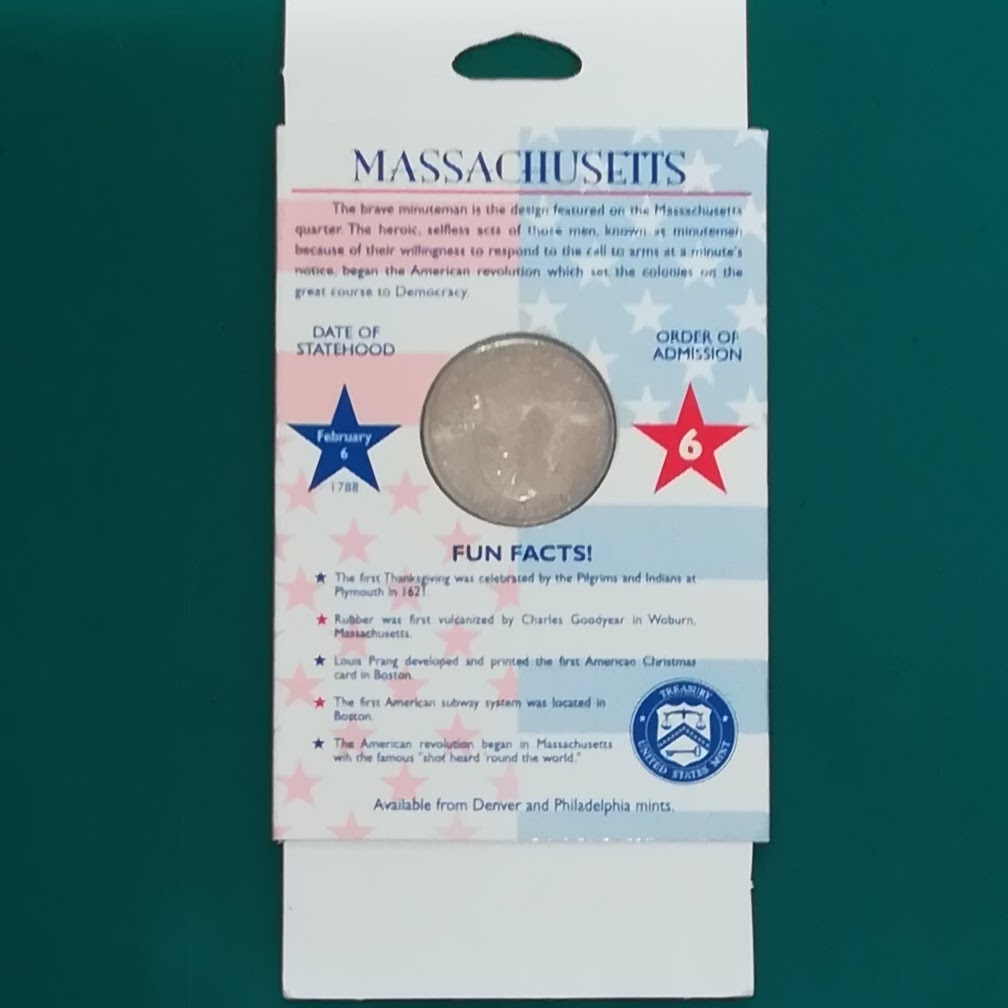 MASSACHUSETTS
The brave minuteman is the design featured on the Massachusetts
quarter. The heroic, selfless acts of those men, known as minutemen
because of their willingness to respond to the call to arms at a minute's
notice, began the American revolution which set the colonies on the
great course to Democracy.
DATE OF
STATEHOOD
February
6
1788
ORDER OF
ADMISSION
6
FUN FACTS!
The first Thanksgiving was celebrated by the Pilgrims and Indians at
Plymouth in 1621.
Rubber was first vulcanized by Charles Goodyear in Woburn,
Massachusetts.
Louis Prang developed and printed the first American Christmas
card in Boston.
The first American subway system was located in
Boston.
The American revolution began in Massachusetts
wih the famous "shot heard 'round the world."
TREASURY
UNITED STATES MINT
Available from Denver and Philadelphia mints.